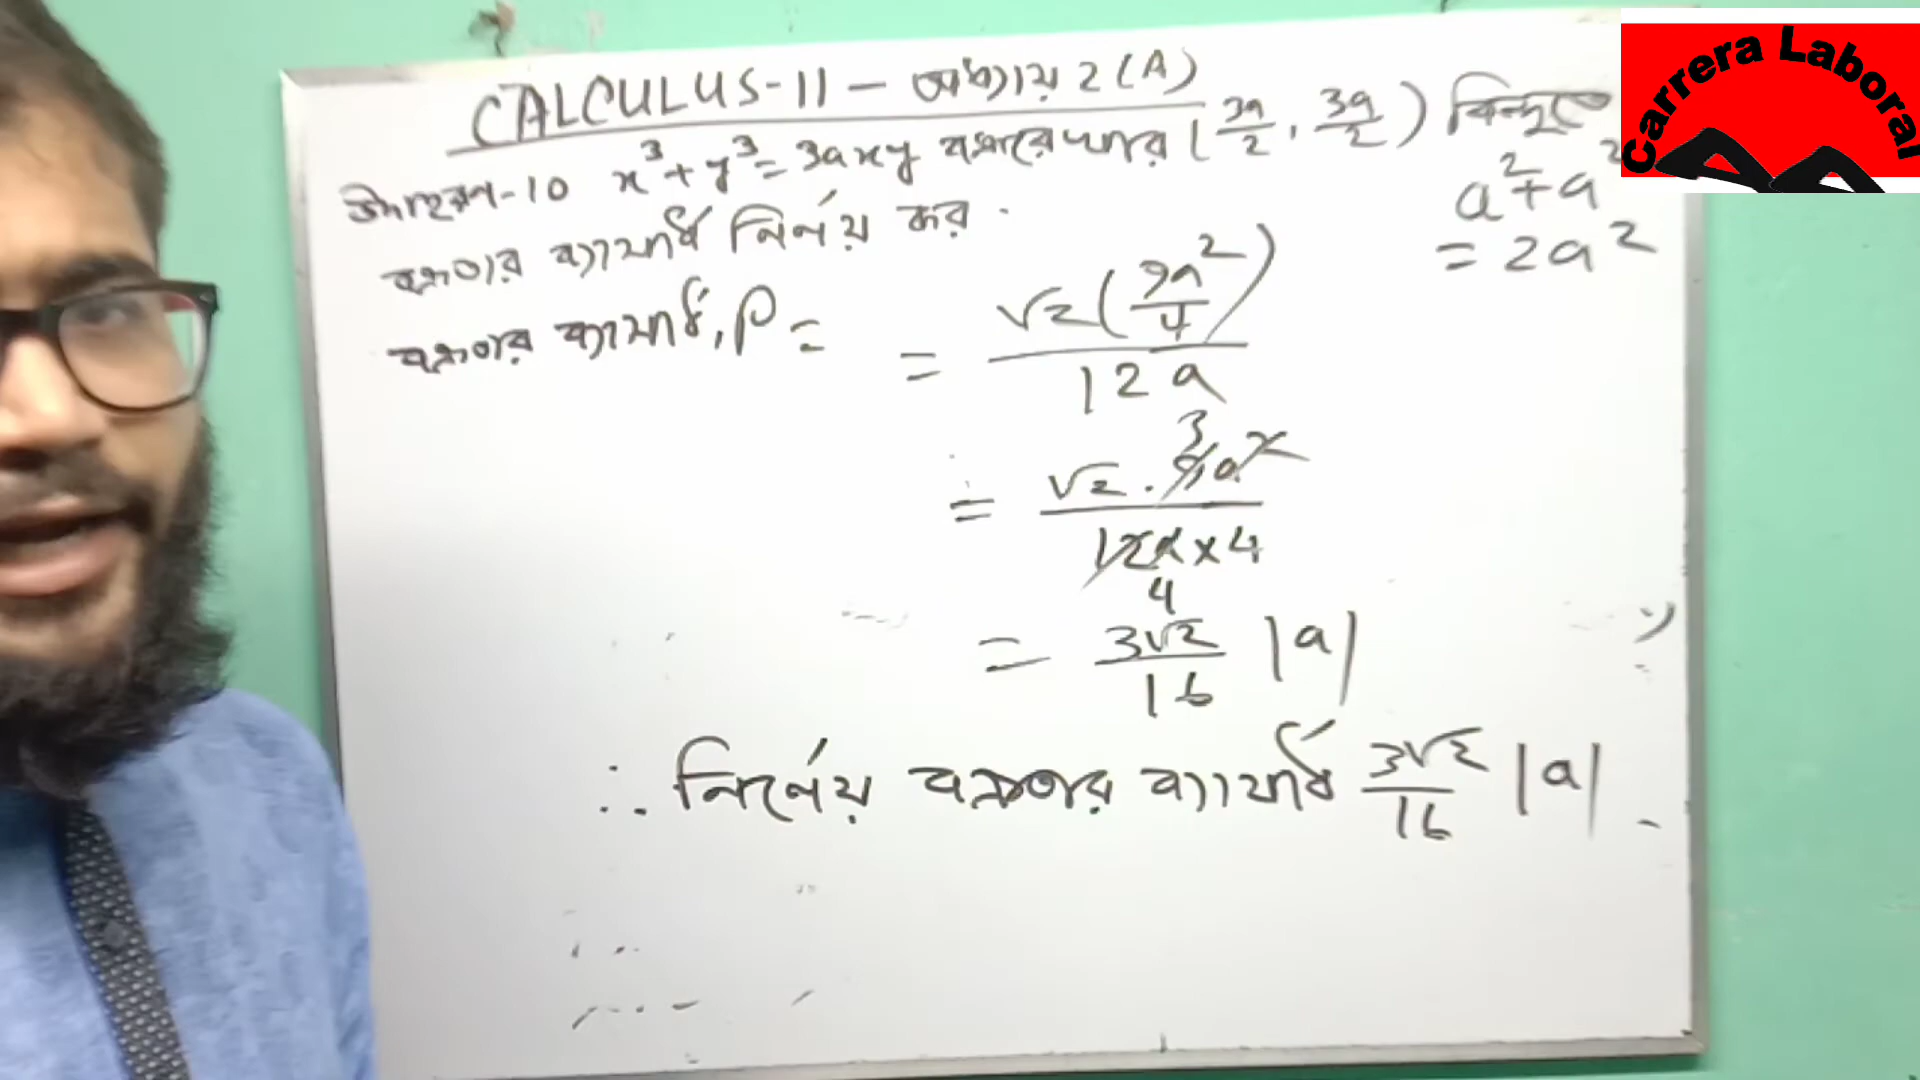 CALCULUS-II – অধ্যায় 2 (A)
উদাহরণ-10 x³+y³=3axy বক্ররেখার (3a/2, 3a/2) বিন্দুতে
বক্রতার ব্যাসার্ধ নির্ণয় কর.
a²+a²
= 2a²
বক্রতার ব্যাসার্ধ, ρ =
= √2(9a²/4) / 12a
= √2 . 9a² / 12a×4
3
4
= 3√2/16 |a|
∴ নির্ণেয় বক্রতার ব্যাসার্ধ 3√2/16 |a| .
Carrera Laboral